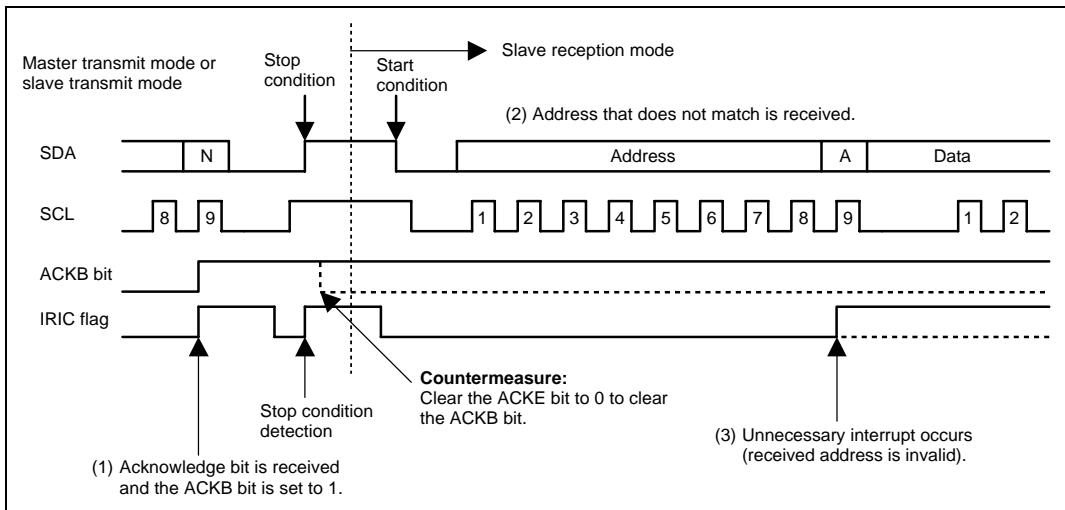 Master transmit mode or
slave transmit mode
Stop
condition
Slave reception mode
Start
condition
(2) Address that does not match is received.
SDA
N
Address
A
Data
SCL
8
9
1
2
3
4
5
6
7
8
9
1
2
ACKB bit
IRIC flag
Countermeasure:
Clear the ACKE bit to 0 to clear
the ACKB bit.
Stop condition
detection
(3) Unnecessary interrupt occurs
(received address is invalid).
(1) Acknowledge bit is received
and the ACKB bit is set to 1.